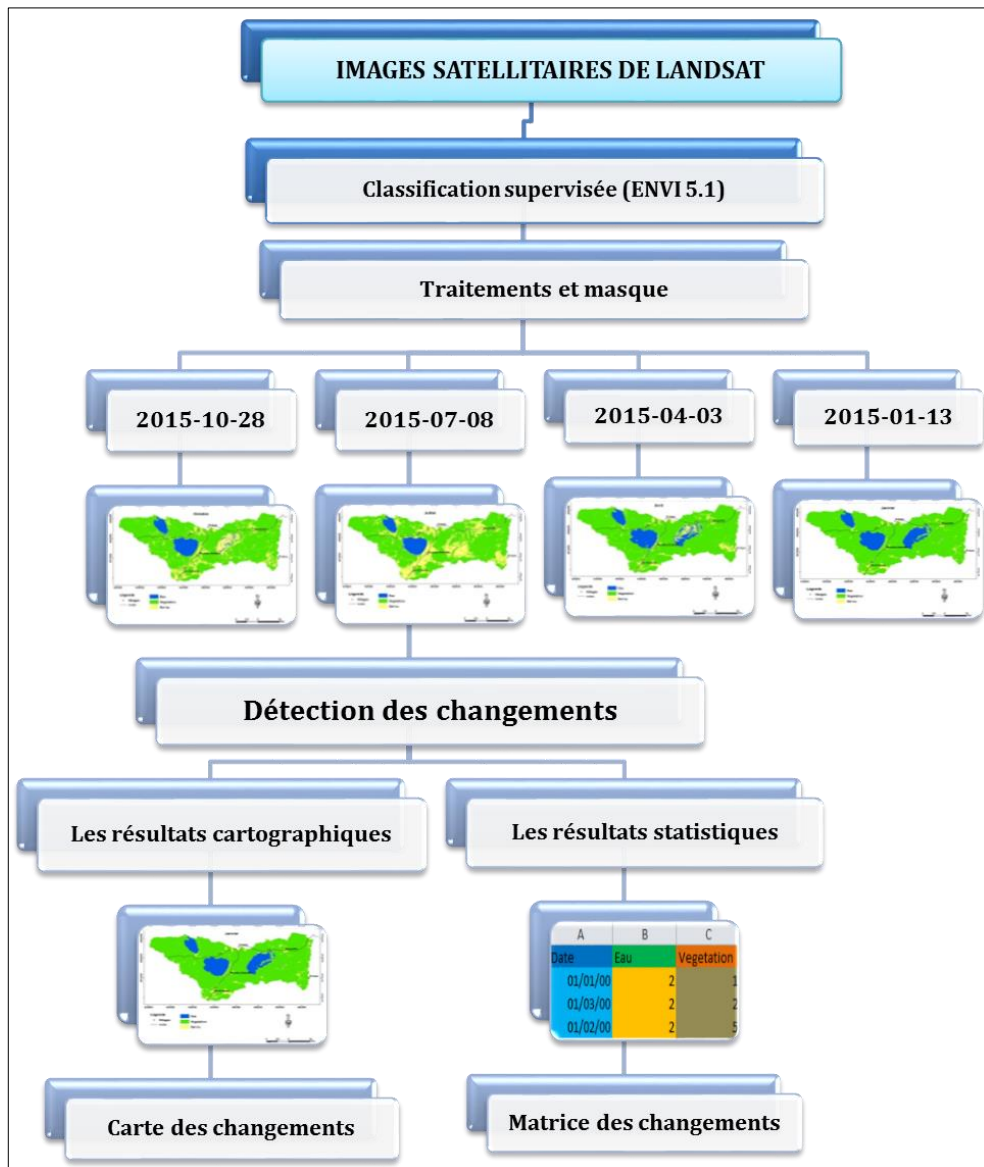 IMAGES SATELLITAIRES DE LANDSAT
Classification supervisée (ENVI 5.1)
Traitements et masque
2015-10-28
2015-07-08
2015-04-03
2015-01-13
Détection des changements
Les résultats cartographiques
Les résultats statistiques
A B C
Date Eau Vegetation
01/01/00 2 1
01/03/00 2 2
01/02/00 2 5
Carte des changements
Matrice des changements